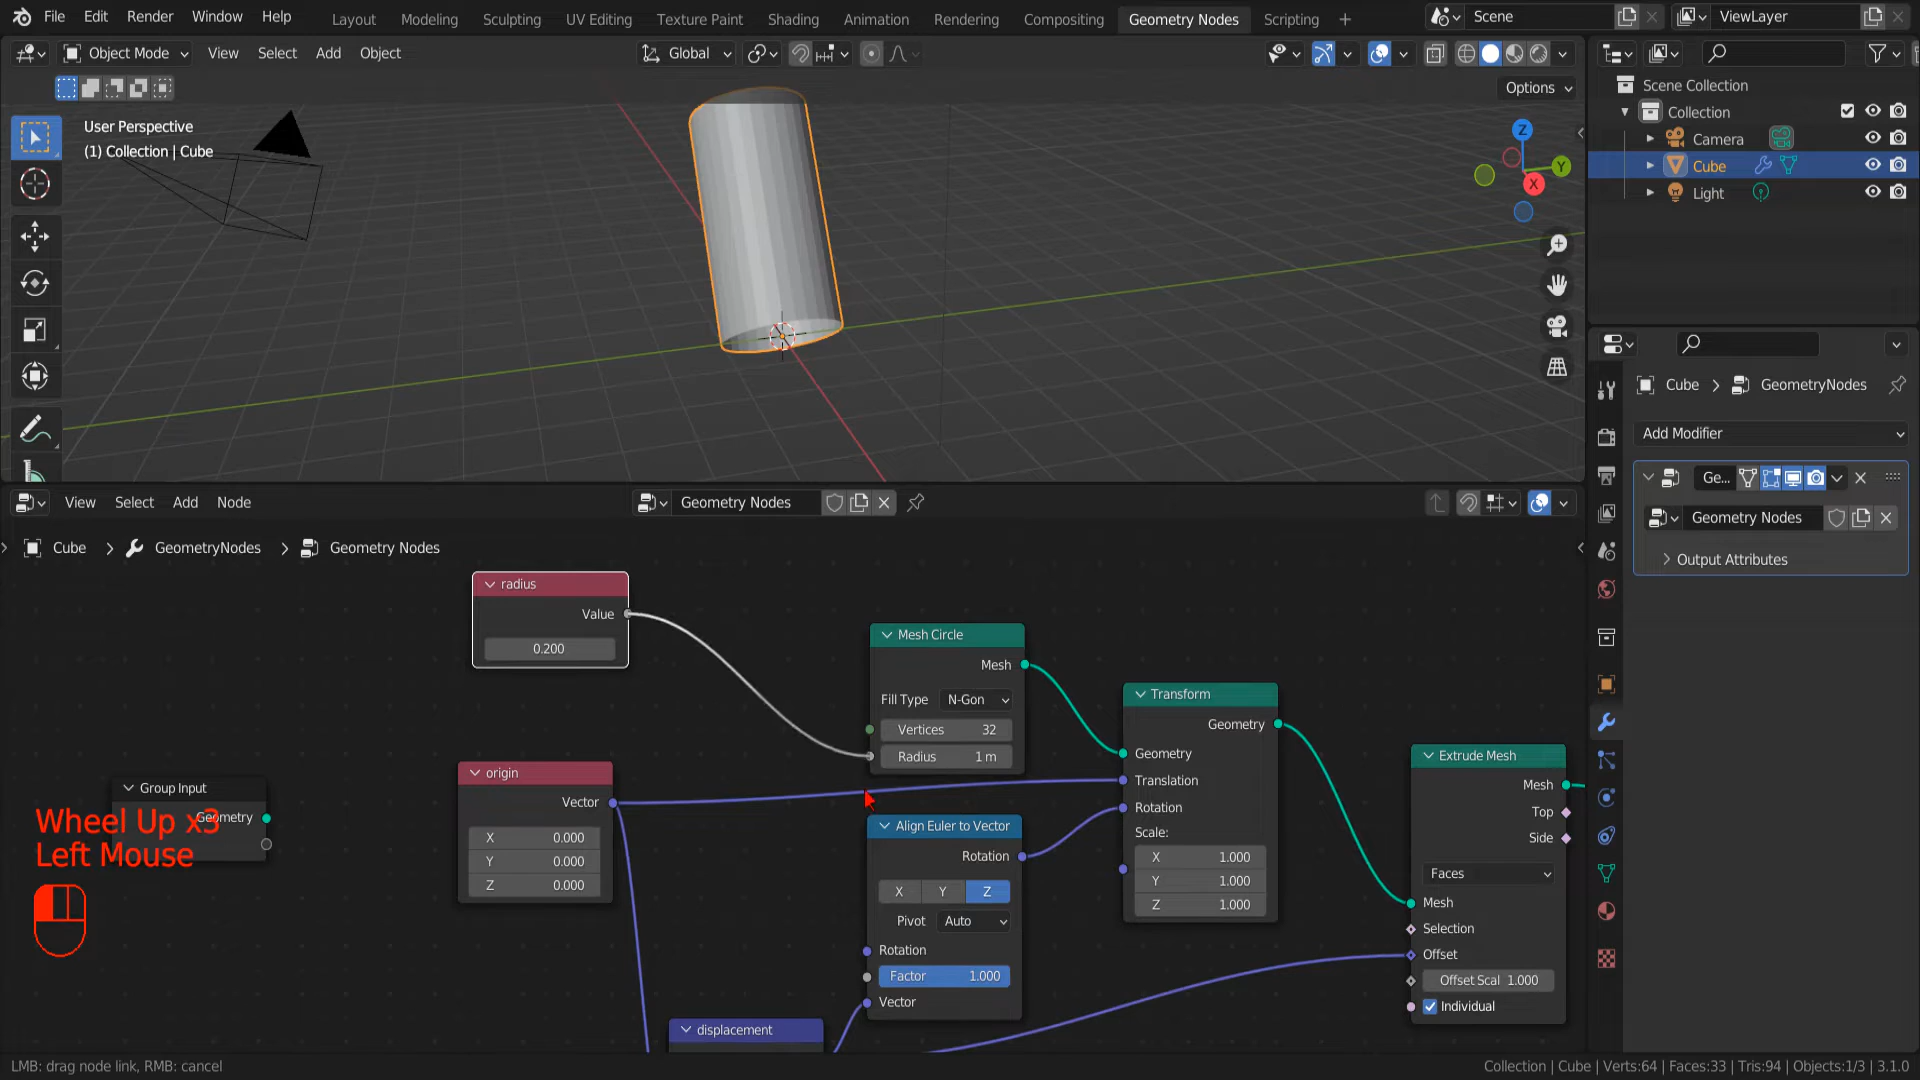 File Edit Render Window Help Layout Modeling Sculpting UV Editing Texture Paint Shading Animation Rendering Compositing Geometry Nodes Scripting + Scene ViewLayer
Object Mode View Select Add Object Global
Options
User Perspective
(1) Collection | Cube
Z
Y
X
Scene Collection
Collection
Camera
Cube
Light
Cube > GeometryNodes
Add Modifier
Ge...
Geometry Nodes
Output Attributes
View Select Add Node Geometry Nodes
Cube > GeometryNodes > Geometry Nodes
radius
Value
0.200
origin
Vector
X 0.000
Y 0.000
Z 0.000
Group Input
Geometry
Mesh Circle
Mesh
Fill Type N-Gon
Vertices 32
Radius 1 m
Align Euler to Vector
Rotation
X Y Z
Pivot Auto
Rotation
Factor 1.000
Vector
displacement
Transform
Geometry
Geometry
Translation
Rotation
Scale:
X 1.000
Y 1.000
Z 1.000
Extrude Mesh
Mesh
Top
Side
Faces
Mesh
Selection
Offset
Offset Scal 1.000
Individual
Wheel Up x3
Left Mouse
LMB: drag node link, RMB: cancel
Collection | Cube | Verts:64 | Faces:33 | Tris:94 | Objects:1/3 | 3.1.0